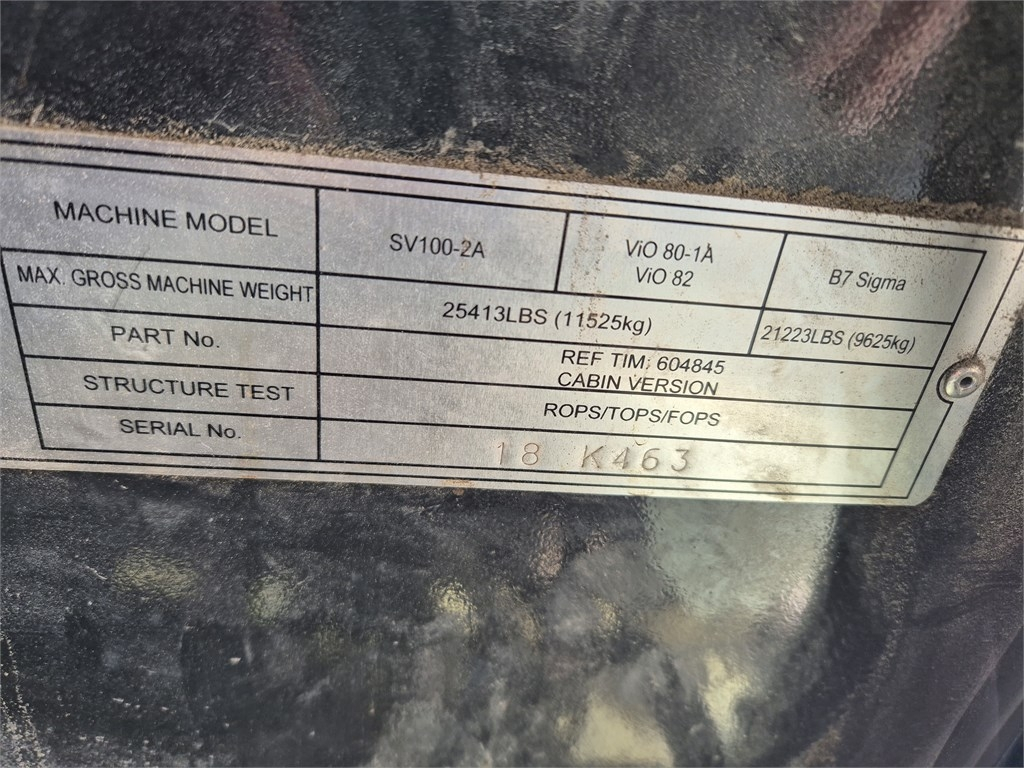 MACHINE MODEL SV100-2A ViO 80-1A B7 Sigma
ViO 82
MAX. GROSS MACHINE WEIGHT 25413LBS (11525kg) 21223LBS (9625kg)
PART No. REF TIM: 604845
CABIN VERSION
STRUCTURE TEST ROPS/TOPS/FOPS
SERIAL No. 18 K463